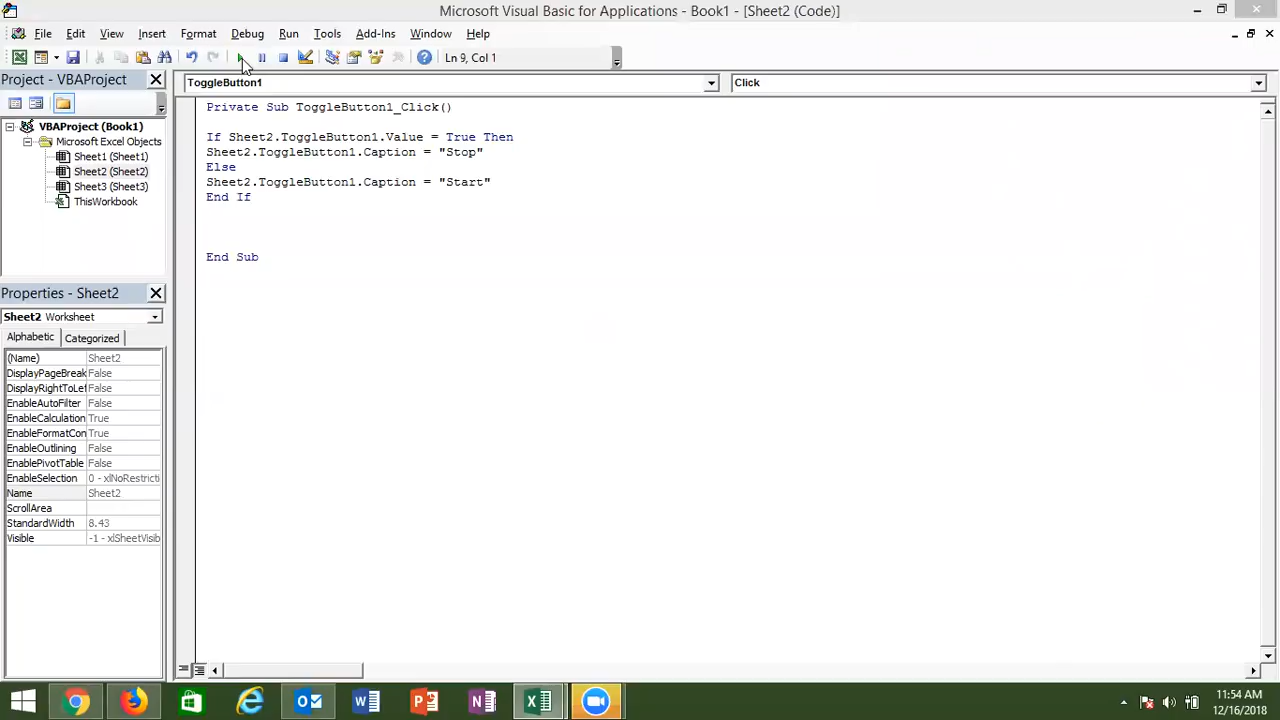 Microsoft Visual Basic for Applications - Book1 - [Sheet2 (Code)]
File Edit View Insert Format Debug Run Tools Add-Ins Window Help
Ln 9, Col 1
Project - VBAProject
ToggleButton1
Click
VBAProject (Book1)
Microsoft Excel Objects
Sheet1 (Sheet1)
Sheet2 (Sheet2)
Sheet3 (Sheet3)
ThisWorkbook
Private Sub ToggleButton1_Click()
If Sheet2.ToggleButton1.Value = True Then
Sheet2.ToggleButton1.Caption = "Stop"
Else
Sheet2.ToggleButton1.Caption = "Start"
End If
End Sub
Properties - Sheet2
Sheet2 Worksheet
Alphabetic Categorized
(Name) Sheet2
DisplayPageBreak False
DisplayRightToLef False
EnableAutoFilter False
EnableCalculation True
EnableFormatCon True
EnableOutlining False
EnablePivotTable False
EnableSelection 0 - xlNoRestricti
Name Sheet2
ScrollArea
StandardWidth 8.43
Visible -1 - xlSheetVisib
11:54 AM
12/16/2018